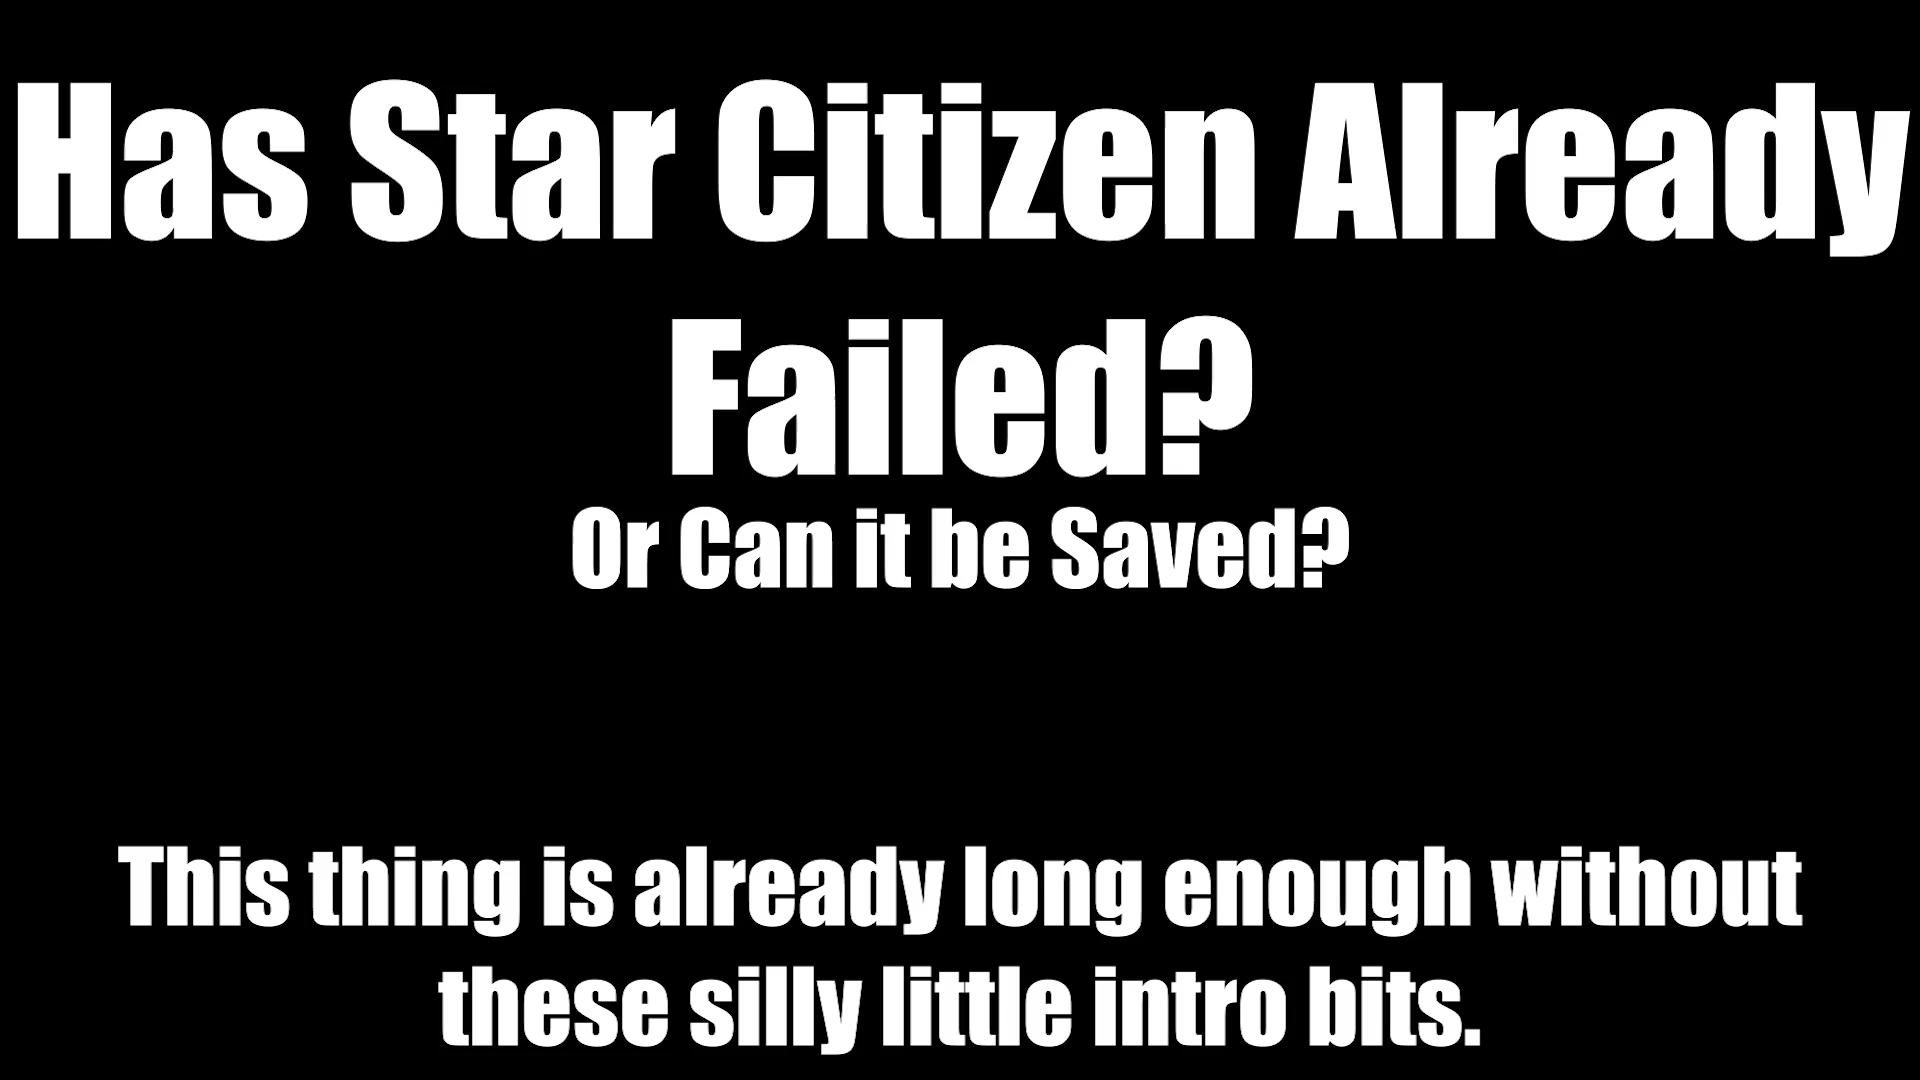 Has Star Citizen Already
Failed?
Or Can it be Saved?
This thing is already long enough without
these silly little intro bits.